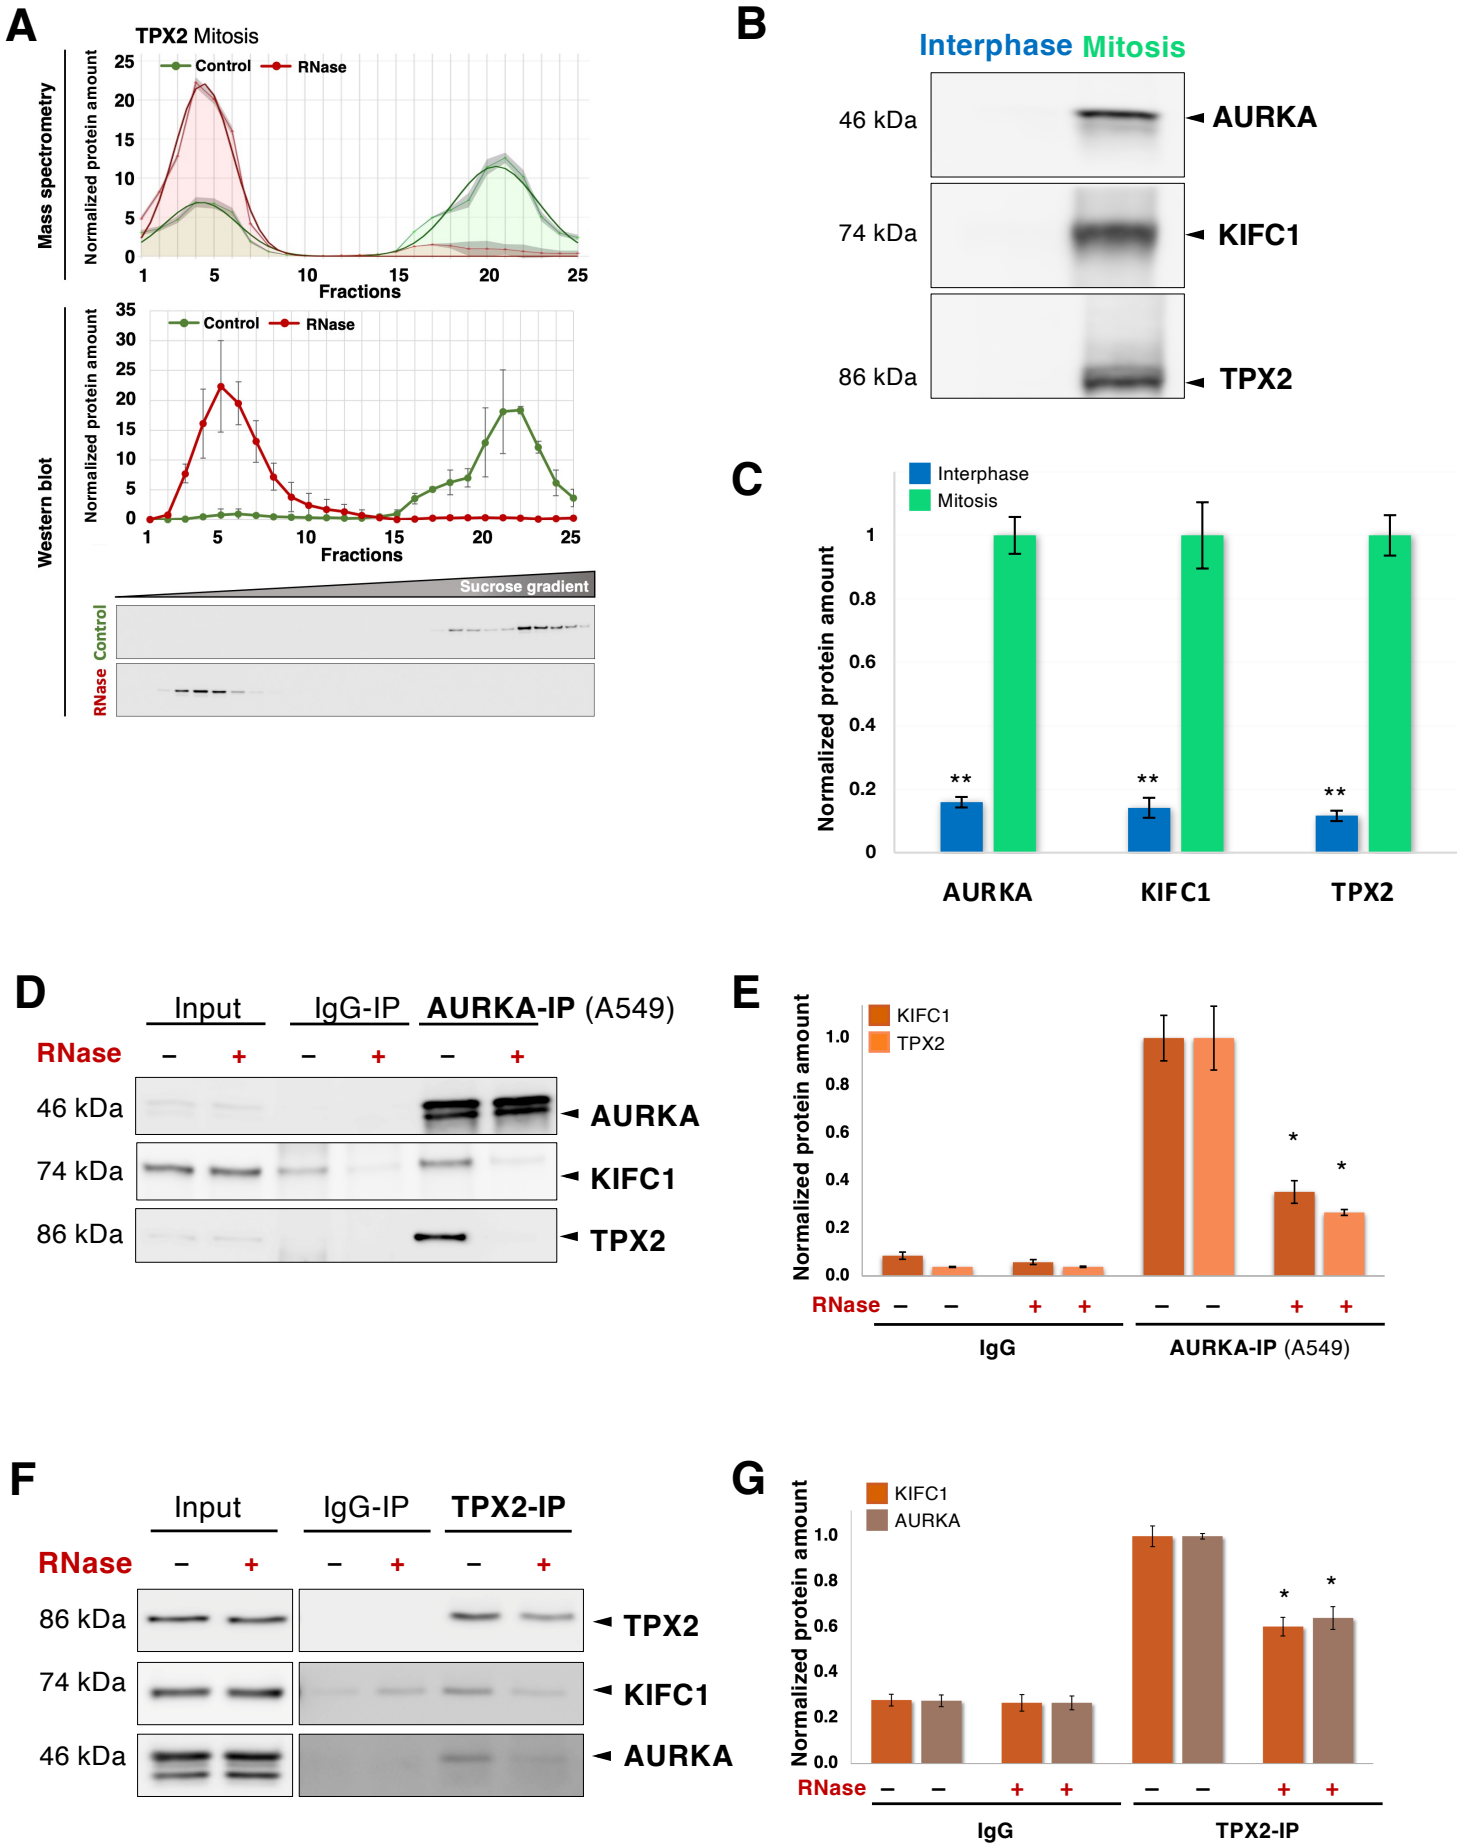 A
TPX2 Mitosis
Mass spectrometry
Normalized protein amount
Control RNase
25
20
15
10
5
0
1 5 10 15 20 25
Fractions
Western blot
Normalized protein amount
Control RNase
35
30
25
20
15
10
5
0
1 5 10 15 20 25
Fractions
Sucrose gradient
Control
RNase
B
Interphase Mitosis
46 kDa AURKA
74 kDa KIFC1
86 kDa TPX2
C
Interphase
Mitosis
Normalized protein amount
1
0.8
0.6
0.4
0.2
0
** ** **
AURKA KIFC1 TPX2
D
Input IgG-IP AURKA-IP (A549)
RNase – + – + – +
46 kDa AURKA
74 kDa KIFC1
86 kDa TPX2
E
KIFC1
TPX2
Normalized protein amount
1.0
0.8
0.6
0.4
0.2
0.0
* *
RNase – – + + – – + +
IgG AURKA-IP (A549)
F
Input IgG-IP TPX2-IP
RNase – + – + – +
86 kDa TPX2
74 kDa KIFC1
46 kDa AURKA
G
KIFC1
AURKA
Normalized protein amount
1.0
0.8
0.6
0.4
0.2
0.0
* *
RNase – – + + – – + +
IgG TPX2-IP